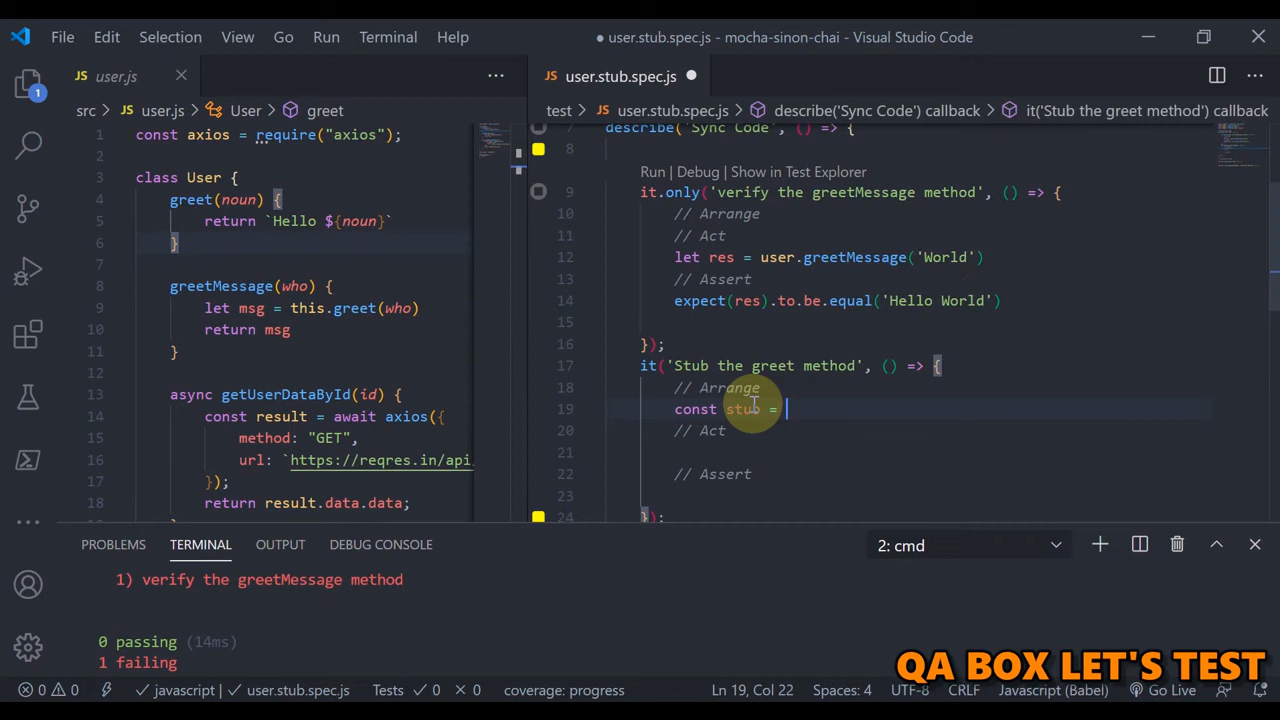 File Edit Selection View Go Run Terminal Help
● user.stub.spec.js - mocha-sinon-chai - Visual Studio Code
1
JS user.js
src > JS user.js > User > greet
1 const axios = require("axios");
2
3 class User {
4 greet(noun) {
5 return `Hello ${noun}`
6 }
7
8 greetMessage(who) {
9 let msg = this.greet(who)
10 return msg
11 }
12
13 async getUserDataById(id) {
14 const result = await axios({
15 method: "GET",
16 url: `https://reqres.in/api/
17 });
18 return result.data.data;
JS user.stub.spec.js
test > JS user.stub.spec.js > describe('Sync Code') callback > it('Stub the greet method') callback
7 describe('Sync Code', () => {
8
Run | Debug | Show in Test Explorer
9 it.only('verify the greetMessage method', () => {
10 // Arrange
11 // Act
12 let res = user.greetMessage('World')
13 // Assert
14 expect(res).to.be.equal('Hello World')
15
16 });
17 it('Stub the greet method', () => {
18 // Arrange
19 const stub =
20 // Act
21
22 // Assert
23
24 });
PROBLEMS TERMINAL OUTPUT DEBUG CONSOLE
2: cmd
1) verify the greetMessage method
0 passing (14ms)
1 failing
QA BOX LET'S TEST
0 0 javascript | user.stub.spec.js Tests 0 0 coverage: progress Ln 19, Col 22 Spaces: 4 UTF-8 CRLF Javascript (Babel) Go Live